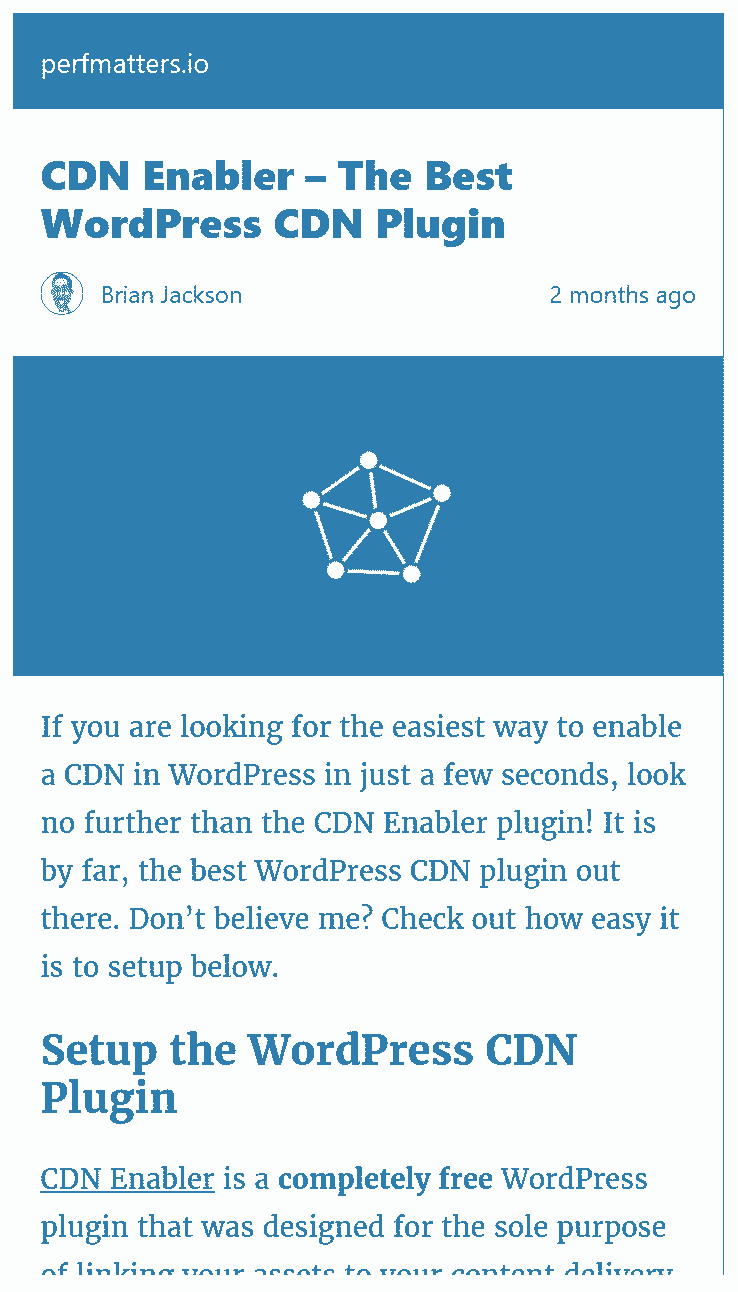 perfmatters.io
CDN Enabler – The Best
WordPress CDN Plugin
Brian Jackson
2 months ago
If you are looking for the easiest way to enable
a CDN in WordPress in just a few seconds, look
no further than the CDN Enabler plugin! It is
by far, the best WordPress CDN plugin out
there. Don’t believe me? Check out how easy it
is to setup below.
Setup the WordPress CDN
Plugin
CDN Enabler is a completely free WordPress
plugin that was designed for the sole purpose
of linking your assets to your content delivery